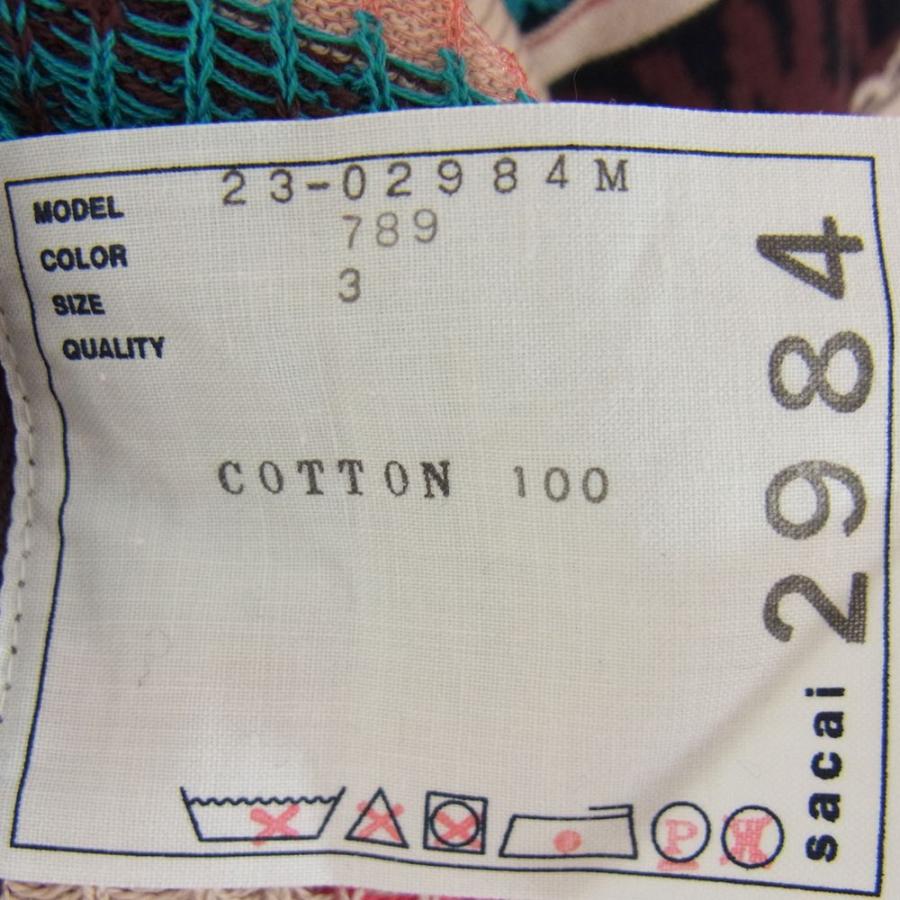 MODEL 23-02984M
COLOR 789
SIZE 3
QUALITY
COTTON 100
P
W
sacai 2984